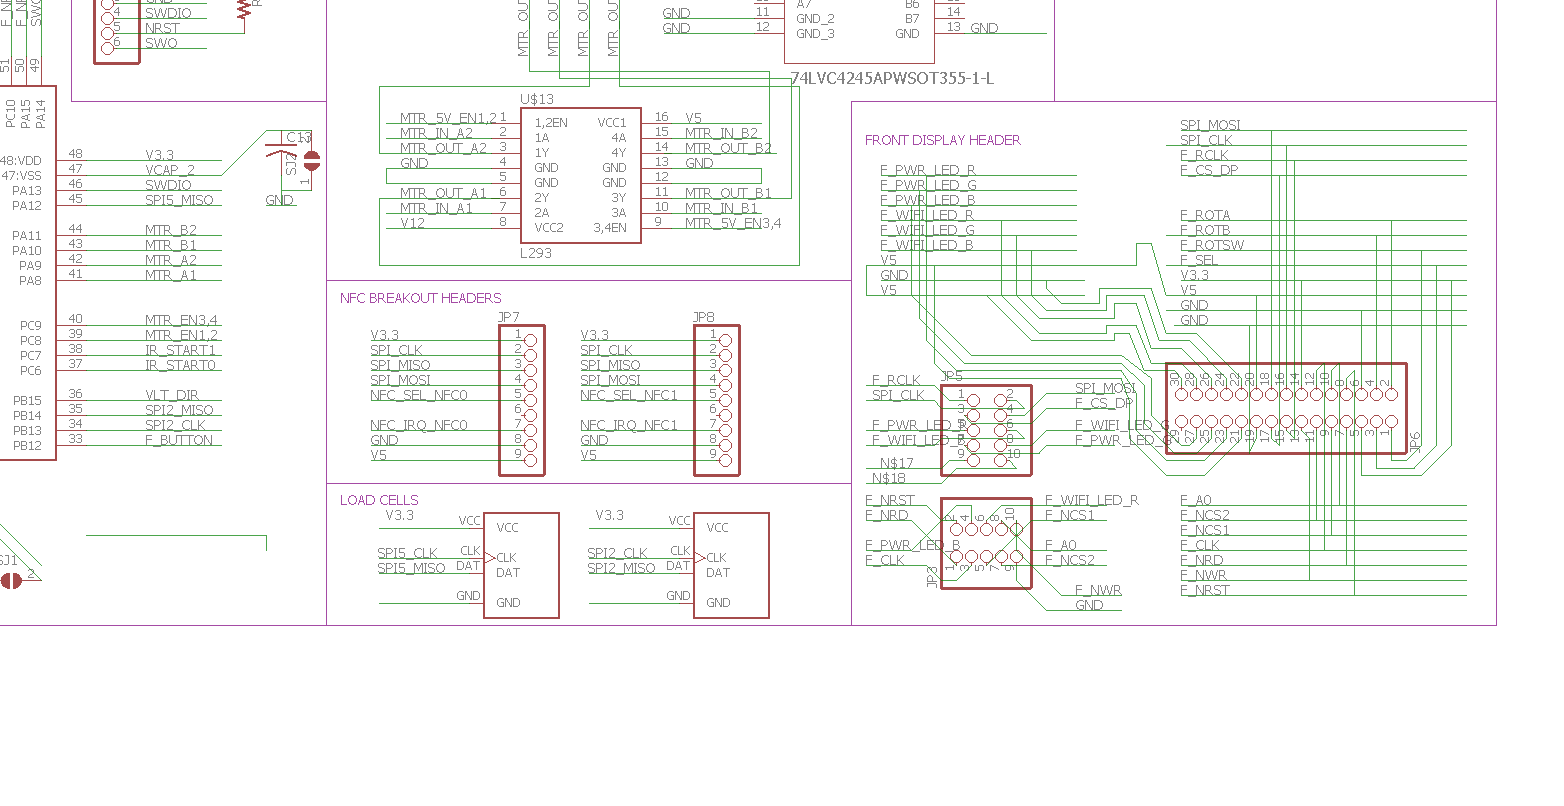 SWDIO
NRST
SWO
4
5
6
51
50
49
PC10
PA15
PA14
48:VDD
47:VSS
PA13
PA12
PA11
PA10
PA9
PA8
PC9
PC8
PC7
PC6
PB15
PB14
PB13
PB12
48 V3.3
47 VCAP_2
46 SWDIO
45 SPI5_MISO
44 MTR_B2
43 MTR_B1
42 MTR_A2
41 MTR_A1
40 MTR_EN3,4
39 MTR_EN1,2
38 IR_START1
37 IR_START0
36 VLT_DIR
35 SPI2_MISO
34 SPI2_CLK
33 F_BUTTON
SJ2
1
GND
SJ1
2
MTR_OU
MTR_OU
MTR_OU
MTR_OU
GND 11 GND_2
GND 12 GND_3
A7
B6
B7 14
GND 13 GND
74LVC4245APWSOT355-1-L
U$13
MTR_5V_EN1,2 1 1,2EN VCC1 16 V5
MTR_IN_A2 2 1A 4A 15 MTR_IN_B2
MTR_OUT_A2 3 1Y 4Y 14 MTR_OUT_B2
GND 4 GND GND 13 GND
5 GND GND 12
MTR_OUT_A1 6 2Y 3Y 11 MTR_OUT_B1
MTR_IN_A1 7 2A 3A 10 MTR_IN_B1
V12 8 VCC2 3,4EN 9 MTR_5V_EN3,4
L293
NFC BREAKOUT HEADERS
JP7
V3.3 1
SPI_CLK 2
SPI_MISO 3
SPI_MOSI 4
NFC_SEL_NFC0 5
6
NFC_IRQ_NFC0 7
GND 8
V5 9
JP8
V3.3 1
SPI_CLK 2
SPI_MISO 3
SPI_MOSI 4
NFC_SEL_NFC1 5
6
NFC_IRQ_NFC1 7
GND 8
V5 9
LOAD CELLS
V3.3 VCC VCC
SPI5_CLK CLK CLK
SPI5_MISO DAT DAT
GND GND
V3.3 VCC VCC
SPI2_CLK CLK CLK
SPI2_MISO DAT DAT
GND GND
FRONT DISPLAY HEADER
F_PWR_LED_R
F_PWR_LED_G
F_PWR_LED_B
F_WIFI_LED_R
F_WIFI_LED_G
F_WIFI_LED_B
V5
GND
V5
SPI_MOSI
SPI_CLK
F_RCLK
F_CS_DP
F_ROTA
F_ROTB
F_ROTSW
F_SEL
V3.3
V5
GND
GND
JP5
F_RCLK
SPI_CLK
F_PWR_LED_R
F_WIFI_LED_B
N$17
N$18
1 2
3 4
5 6
7 8
9 10
SPI_MOSI
F_CS_DP
F_WIFI_LED_G
F_PWR_LED_G
30 28 26 24 22 20 18 16 14 12 10 8 6 4 2
29 27 25 23 21 19 17 15 13 11 9 7 5 3 1
JP6
F_NRST
F_NRD
F_PWR_LED_B
F_CLK
JP3
2 4 6 8 10
1 3 5 7 9
F_WIFI_LED_R
F_NCS1
F_A0
F_NCS2
F_NWR
GND
F_A0
F_NCS2
F_NCS1
F_CLK
F_NRD
F_NWR
F_NRST